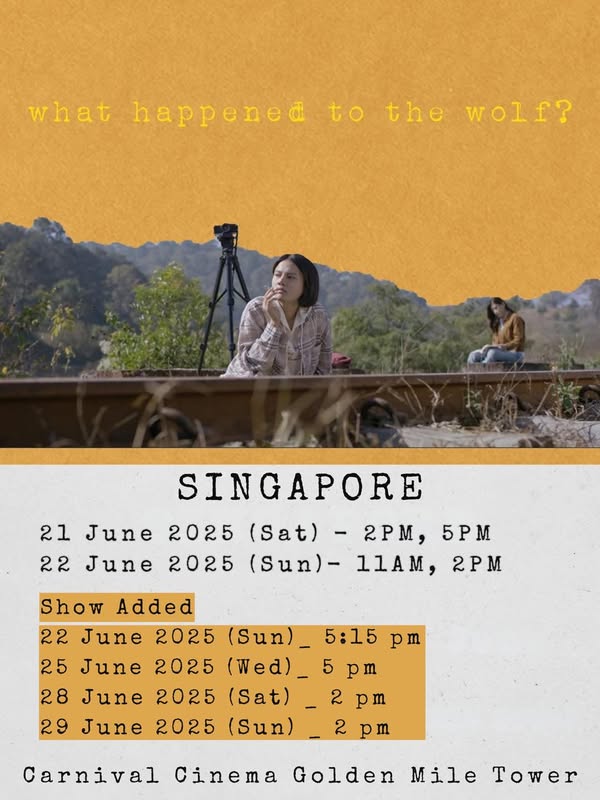 what happened to the wolf?
SINGAPORE
21 June 2025 (Sat) - 2PM, 5PM
22 June 2025 (Sun)- 11AM, 2PM
Show Added
22 June 2025 (Sun)_ 5:15 pm
25 June 2025 (Wed)_ 5 pm
28 June 2025 (Sat) _ 2 pm
29 June 2025 (Sun) _ 2 pm
Carnival Cinema Golden Mile Tower